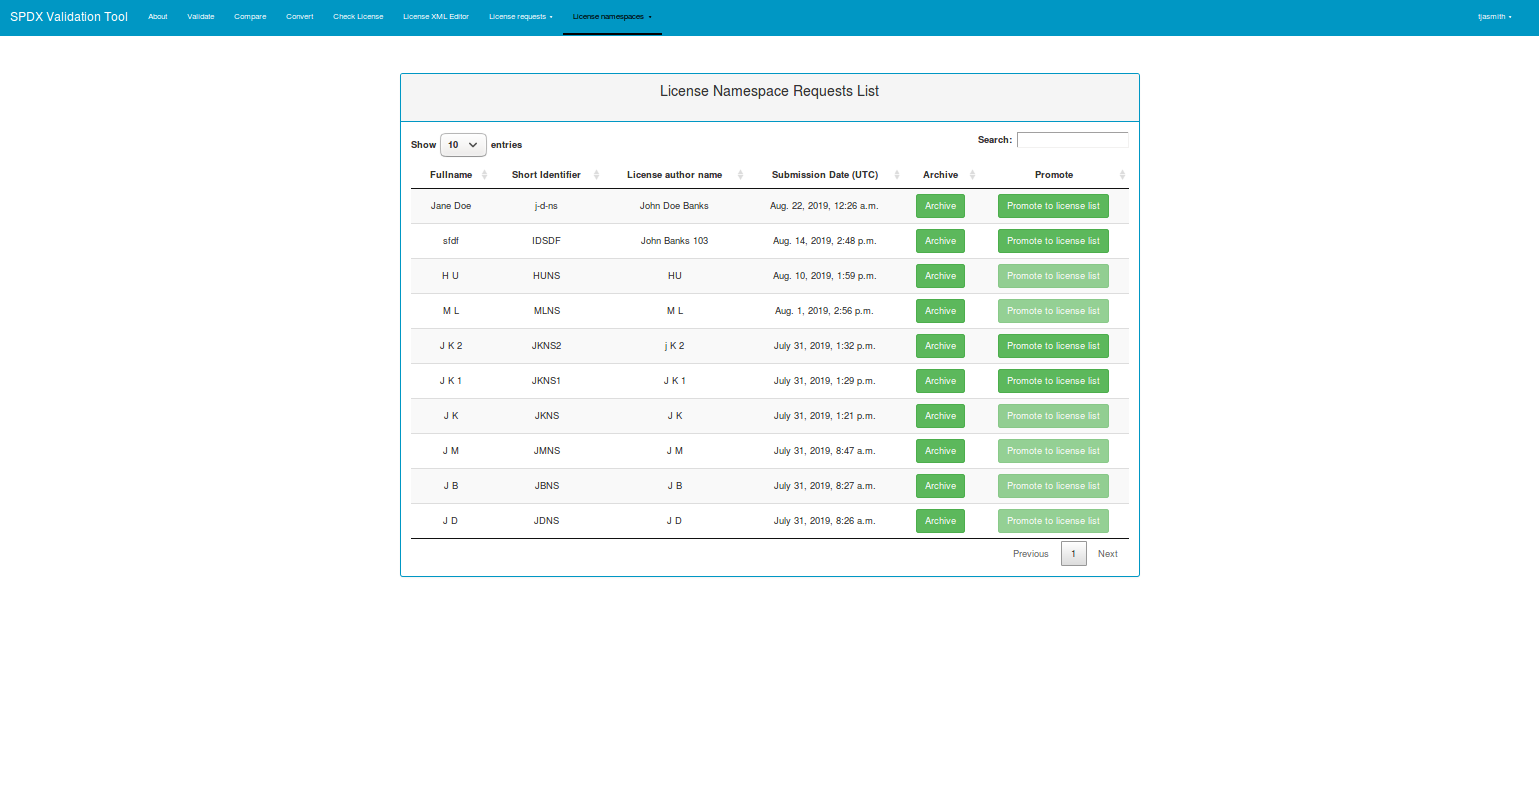 SPDX Validation Tool About Validate Compare Convert Check License License XML Editor License requests License namespaces tjasmith
License Namespace Requests List
Show 10 entries Search:
Fullname Short Identifier License author name Submission Date (UTC) Archive Promote
Jane Doe j-d-ns John Doe Banks Aug. 22, 2019, 12:26 a.m. Archive Promote to license list
sfdf IDSDF John Banks 103 Aug. 14, 2019, 2:48 p.m. Archive Promote to license list
H U HUNS HU Aug. 10, 2019, 1:59 p.m. Archive Promote to license list
M L MLNS M L Aug. 1, 2019, 2:56 p.m. Archive Promote to license list
J K 2 JKNS2 j K 2 July 31, 2019, 1:32 p.m. Archive Promote to license list
J K 1 JKNS1 J K 1 July 31, 2019, 1:29 p.m. Archive Promote to license list
J K JKNS J K July 31, 2019, 1:21 p.m. Archive Promote to license list
J M JMNS J M July 31, 2019, 8:47 a.m. Archive Promote to license list
J B JBNS J B July 31, 2019, 8:27 a.m. Archive Promote to license list
J D JDNS J D July 31, 2019, 8:26 a.m. Archive Promote to license list
Previous 1 Next